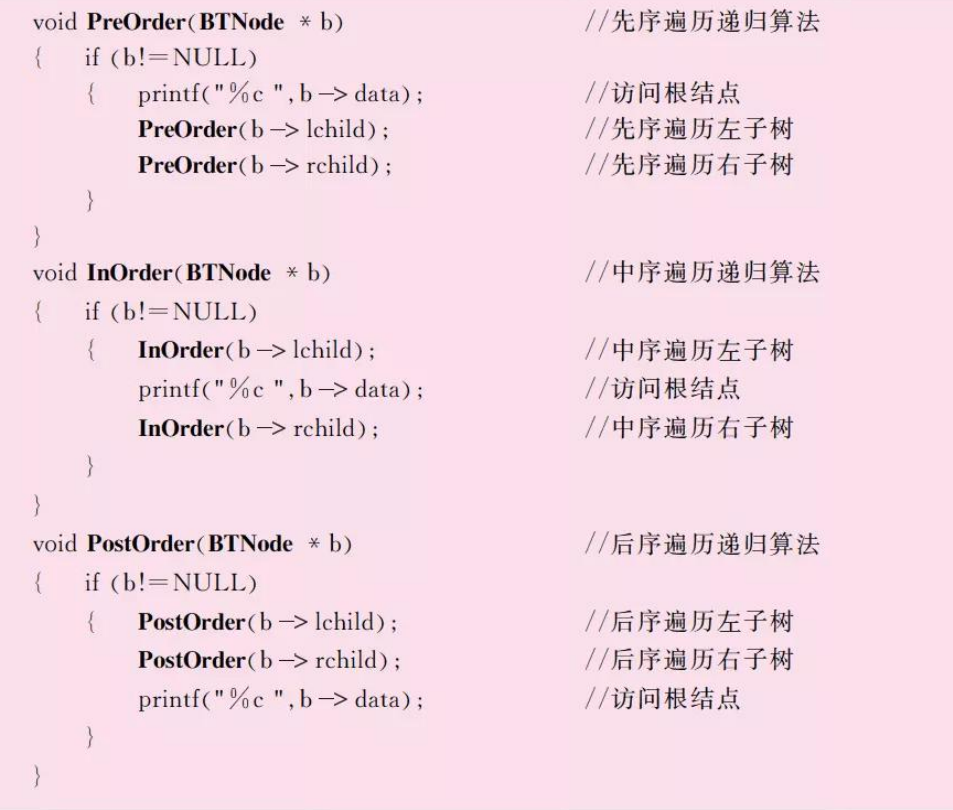 void PreOrder(BTNode * b) //先序遍历递归算法
{ if (b!=NULL)
{ printf("%c ",b -> data); //访问根结点
PreOrder(b -> lchild); //先序遍历左子树
PreOrder(b -> rchild); //先序遍历右子树
}
}
void InOrder(BTNode * b) //中序遍历递归算法
{ if (b!=NULL)
{ InOrder(b -> lchild); //中序遍历左子树
printf("%c ",b -> data); //访问根结点
InOrder(b -> rchild); //中序遍历右子树
}
}
void PostOrder(BTNode * b) //后序遍历递归算法
{ if (b!=NULL)
{ PostOrder(b -> lchild); //后序遍历左子树
PostOrder(b -> rchild); //后序遍历右子树
printf("%c ",b -> data); //访问根结点
}
}